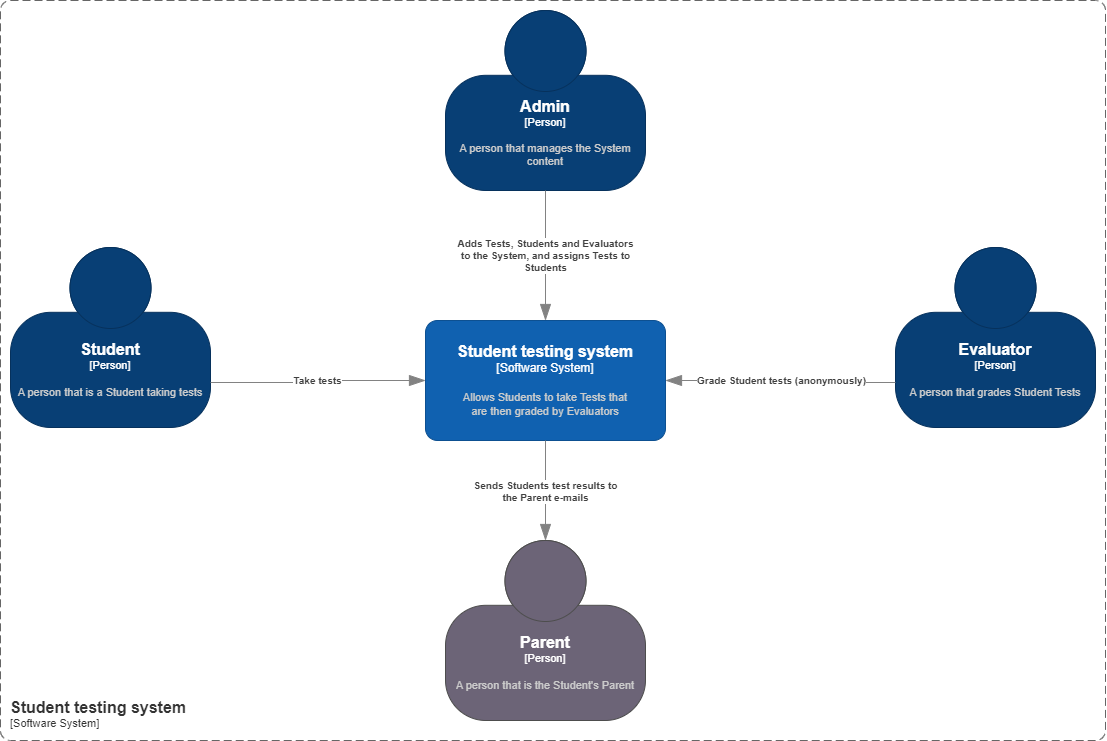 Admin
[Person]
A person that manages the System
content
Adds Tests, Students and Evaluators
to the System, and assigns Tests to
Students
Student
[Person]
A person that is a Student taking tests
Take tests
Student testing system
[Software System]
Allows Students to take Tests that
are then graded by Evaluators
Grade Student tests (anonymously)
Evaluator
[Person]
A person that grades Student Tests
Sends Students test results to
the Parent e-mails
Parent
[Person]
A person that is the Student's Parent
Student testing system
[Software System]